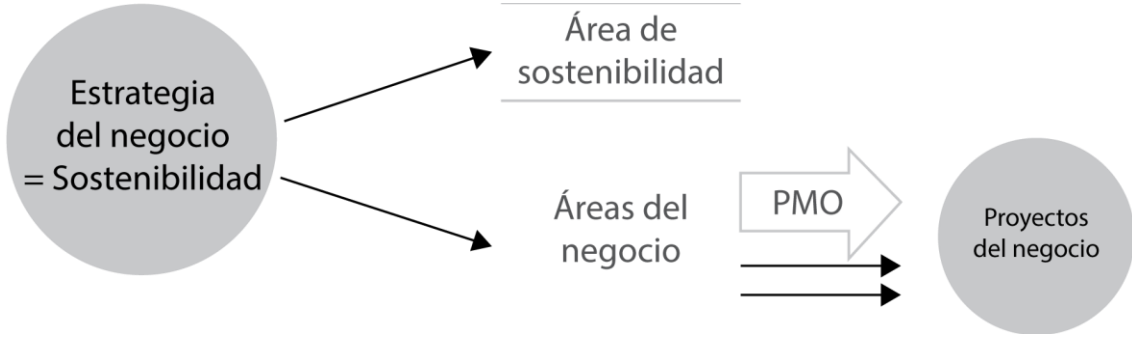 Estrategia
del negocio
= Sostenibilidad
Área de
sostenibilidad
Áreas del
negocio
PMO
Proyectos
del negocio